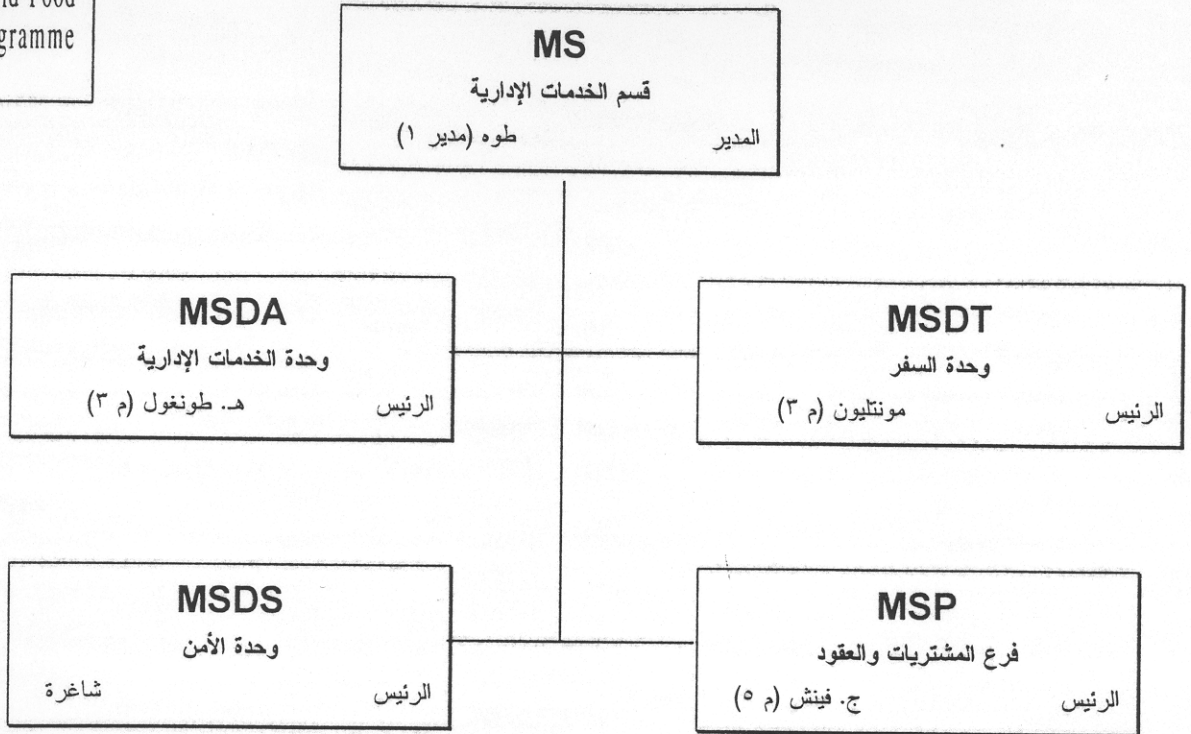 Food
gramme
MS
قسم الخدمات الإدارية
المدير طوه (مدير ١)
MSDA
وحدة الخدمات الإدارية
الرئيس هـ. طونغول (م ٣)
MSDT
وحدة السفر
الرئيس مونتليون (م ٣)
MSDS
وحدة الأمن
الرئيس شاغرة
MSP
فرع المشتريات والعقود
الرئيس ج. فينش (م ٥)